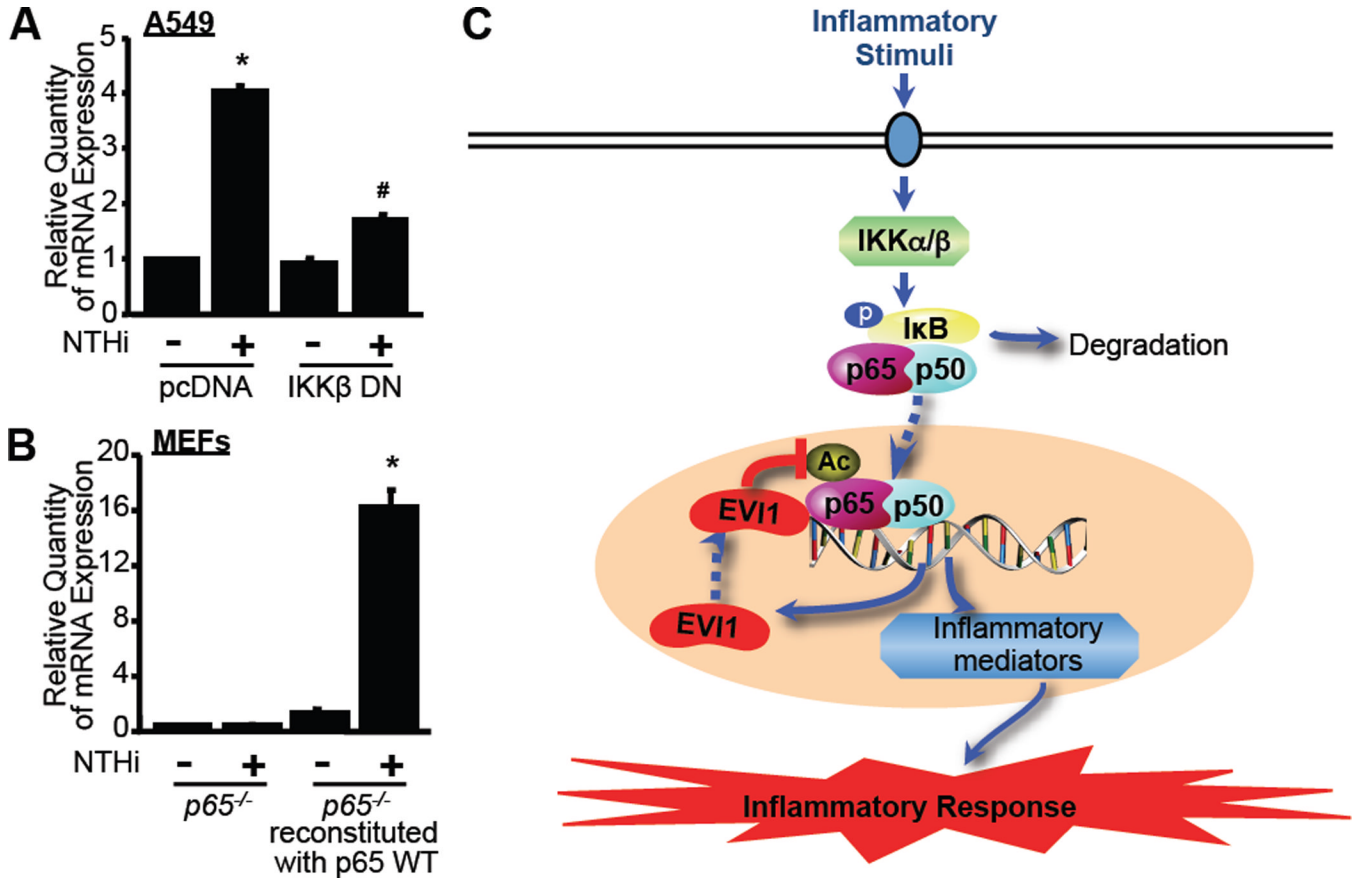 A
A549
Relative Quantity
of mRNA Expression
5
4
3
2
1
0
*
#
NTHi - + - +
pcDNA IKKβ DN
B
MEFs
Relative Quantity
of mRNA Expression
20
16
12
8
4
0
*
NTHi - + - +
p65-/- p65-/-
reconstituted
with p65 WT
C
Inflammatory
Stimuli
IKKα/β
p
IκB
p65 p50
Degradation
Ac
EVI1
p65 p50
EVI1
Inflammatory
mediators
Inflammatory Response